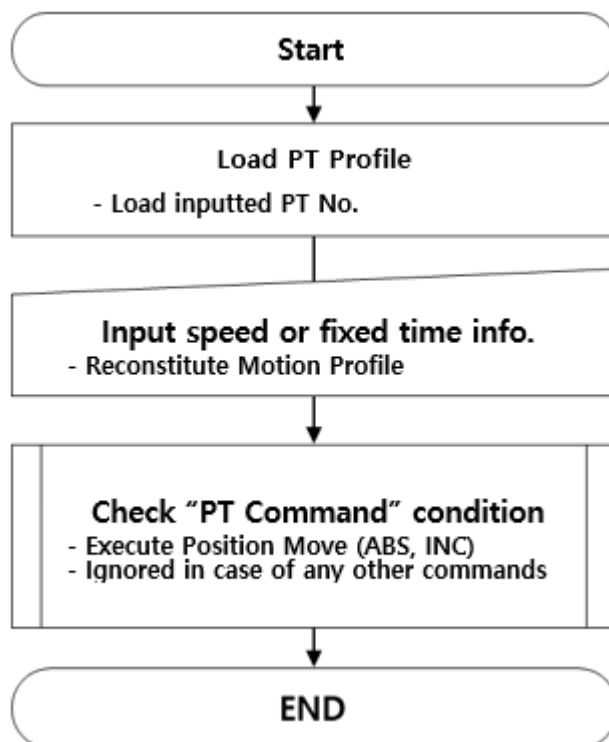 Start
Load PT Profile
- Load inputted PT No.
Input speed or fixed time info.
- Reconstitute Motion Profile
Check “PT Command” condition
- Execute Position Move (ABS, INC)
- Ignored in case of any other commands
END